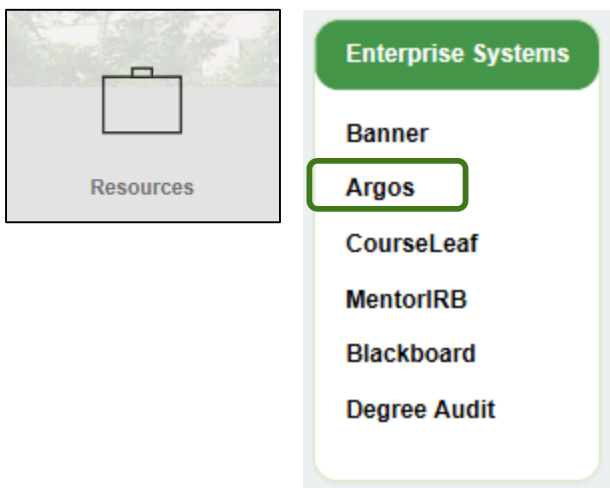 Resources
Enterprise Systems
Banner
Argos
CourseLeaf
MentorIRB
Blackboard
Degree Audit